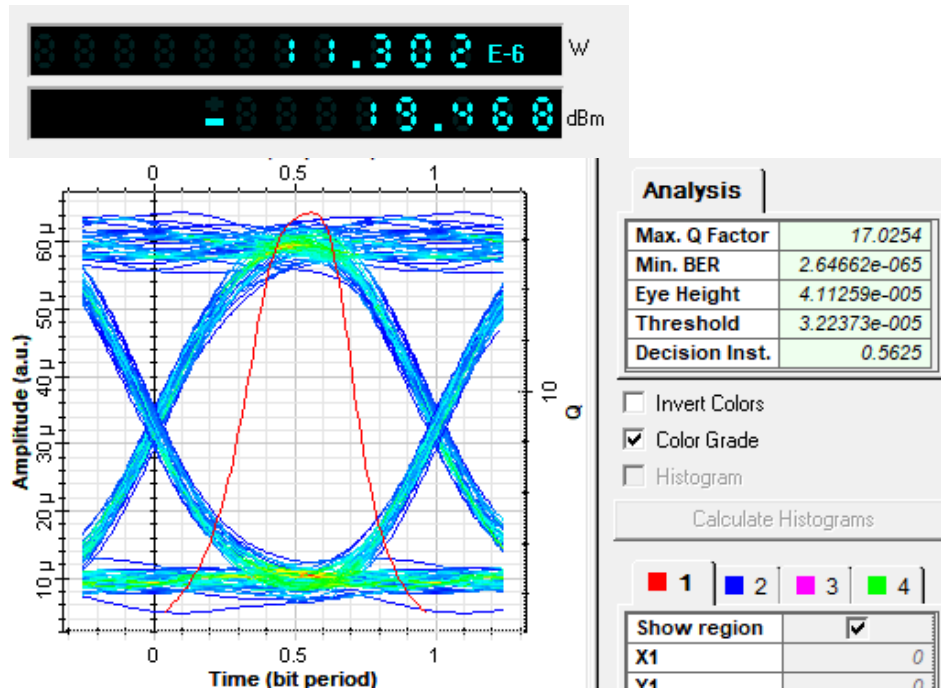 11.302 E-6 W
- 19.468 dBm
0 0.5 1
Analysis
Max. Q Factor 17.0254
Min. BER 2.64662e-065
Eye Height 4.11259e-005
Threshold 3.22373e-005
Decision Inst. 0.5625
Invert Colors
Color Grade
Histogram
Calculate Histograms
1 2 3 4
Show region
X1 0
Amplitude (a.u.)
60 μ
50 μ
40 μ
30 μ
20 μ
10 μ
10
Q
0 0.5 1
Time (bit period)